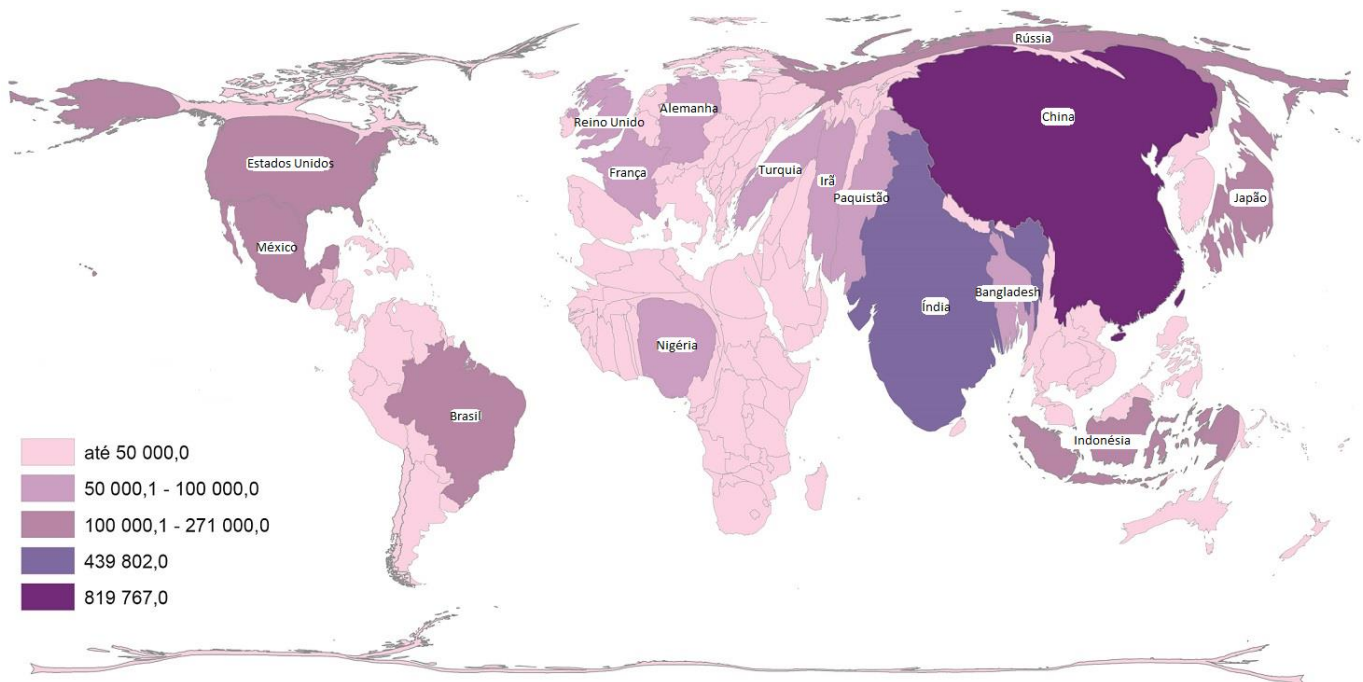 Rússia
China
Alemanha
Reino Unido
Estados Unidos
França
Turquia
Irã
Paquistão
Japão
México
Bangladesh
Índia
Nigéria
Brasil
Indonésia
até 50 000,0
50 000,1 - 100 000,0
100 000,1 - 271 000,0
439 802,0
819 767,0